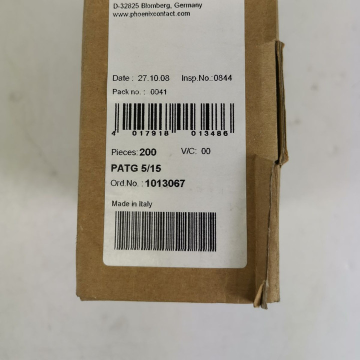 D-32825 Blomberg, Germany
www.phoenixcontact.com
Date : 27.10.08 Insp.No.:0844
Pack no. : 0041
4 017918 013486
Pieces: 200 V/C: 00
PATG 5/15
Ord.No.: 1013067
Made in Italy